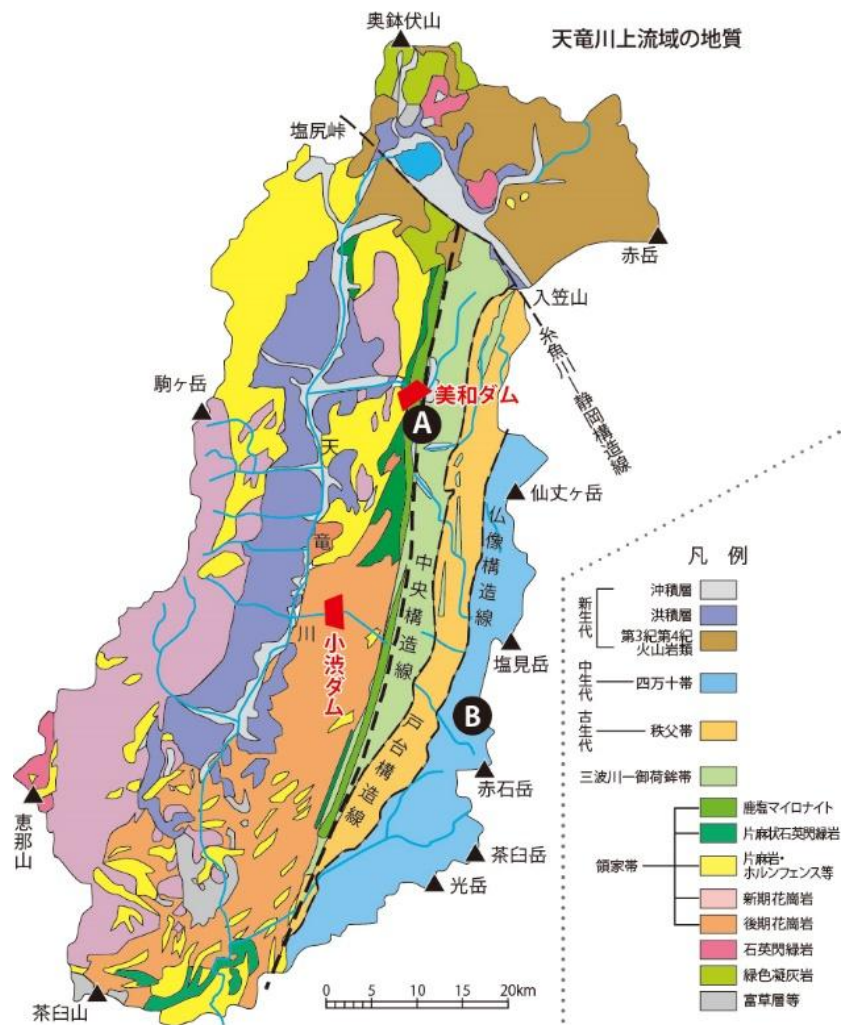 天竜川上流域の地質
奥鉢伏山
塩尻峠
赤岳
入笠山
糸魚川―静岡構造線
駒ヶ岳
美和ダム
A
天竜川
仙丈ヶ岳
仏像構造線
中央構造線
小渋ダム
塩見岳
B
戸台構造線
赤石岳
恵那山
茶臼岳
光岳
茶臼山
0 5 10 15 20km
凡 例
新生代
沖積層
洪積層
第3紀第4紀
火山岩類
中生代
四万十帯
古生代
秩父帯
三波川―御荷鉾帯
領家帯
鹿塩マイロナイト
片麻状石英閃緑岩
片麻岩・
ホルンフェンス等
新期花崗岩
後期花崗岩
石英閃緑岩
緑色凝灰岩
富草層等